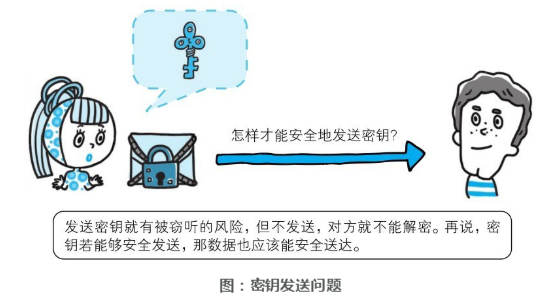 怎样才能安全地发送密钥?
发送密钥就有被窃听的风险，但不发送，对方就不能解密。再说，密
钥若能够安全发送，那数据也应该能安全送达。
图：密钥发送问题